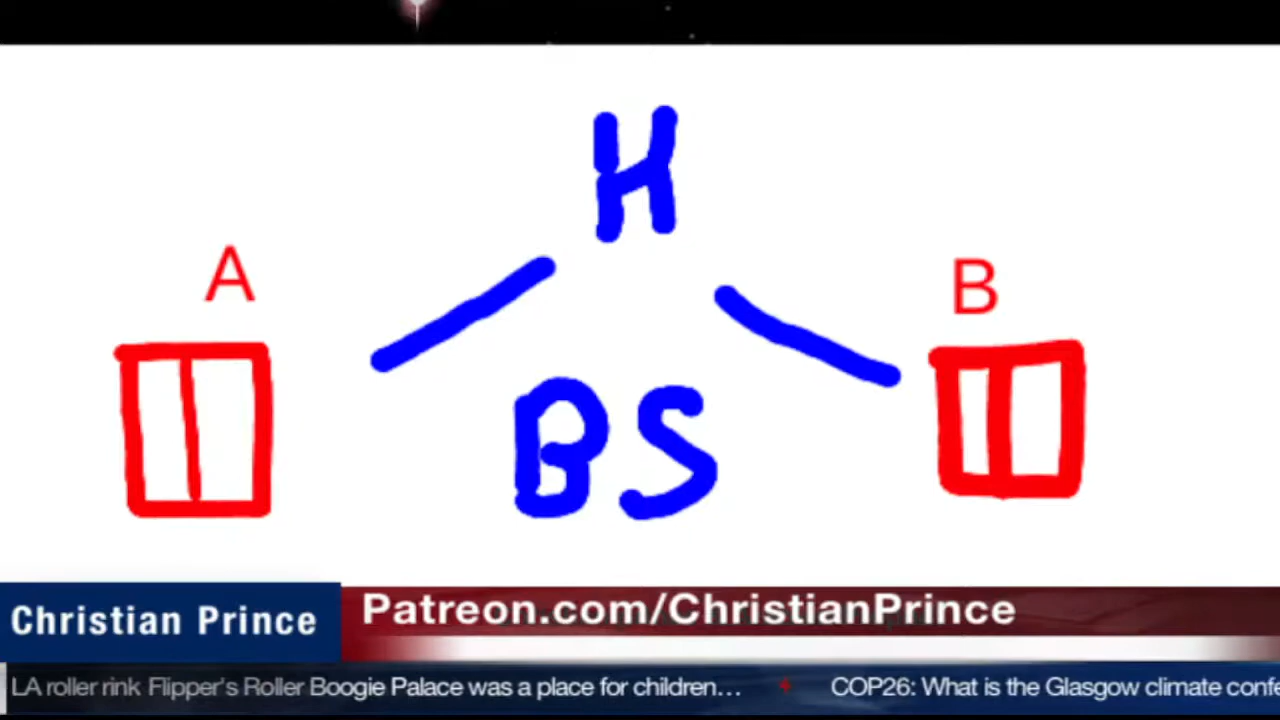 H
A
B
BS
Christian Prince
Patreon.com/ChristianPrince
LA roller rink Flipper's Roller Boogie Palace was a place for children…
COP26: What is the Glasgow climate confe